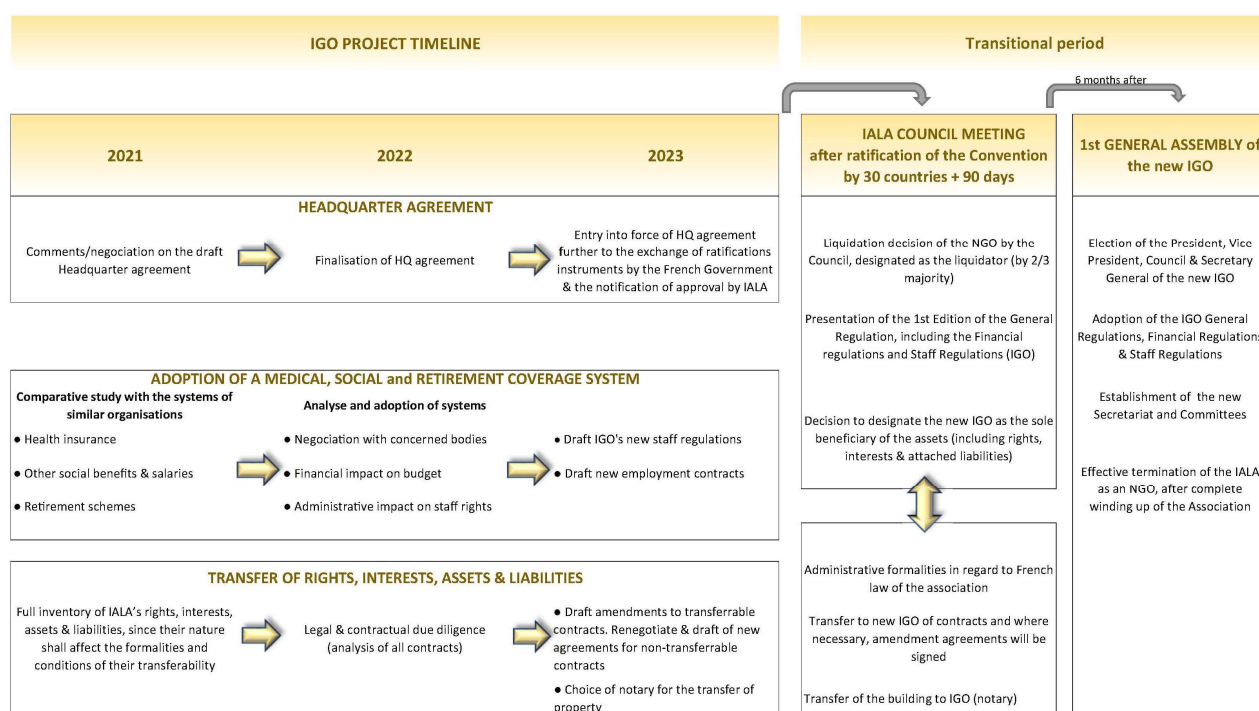 IGO PROJECT TIMELINE
Transitional period
6 months after
2021
2022
2023
IALA COUNCIL MEETING
after ratification of the Convention
by 30 countries + 90 days
1st GENERAL ASSEMBLY of
the new IGO
HEADQUARTER AGREEMENT
Comments/negociation on the draft
Headquarter agreement
Finalisation of HQ agreement
Entry into force of HQ agreement
further to the exchange of ratifications
instruments by the French Government
& the notification of approval by IALA
ADOPTION OF A MEDICAL, SOCIAL and RETIREMENT COVERAGE SYSTEM
Comparative study with the systems of
similar organisations
● Health insurance
● Other social benefits & salaries
● Retirement schemes
Analyse and adoption of systems
● Negociation with concerned bodies
● Financial impact on budget
● Administrative impact on staff rights
● Draft IGO's new staff regulations
● Draft new employment contracts
TRANSFER OF RIGHTS, INTERESTS, ASSETS & LIABILITIES
Full inventory of IALA's rights, interests,
assets & liabilities, since their nature
shall affect the formalities and
conditions of their transferability
Legal & contractual due diligence
(analysis of all contracts)
● Draft amendments to transferrable
contracts. Renegotiate & draft of new
agreements for non-transferrable
contracts
● Choice of notary for the transfer of
property
Liquidation decision of the NGO by the
Council, designated as the liquidator (by 2/3
majority)
Presentation of the 1st Edition of the General
Regulation, including the Financial
regulations and Staff Regulations (IGO)
Decision to designate the new IGO as the sole
beneficiary of the assets (including rights,
interests & attached liabilities)
Administrative formalities in regard to French
law of the association
Transfer to new IGO of contracts and where
necessary, amendment agreements will be
signed
Transfer of the building to IGO (notary)
Election of the President, Vice
President, Council & Secretary
General of the new IGO
Adoption of the IGO General
Regulations, Financial Regulations
& Staff Regulations
Establishment of the new
Secretariat and Committees
Effective termination of the IALA
as an NGO, after complete
winding up of the Association